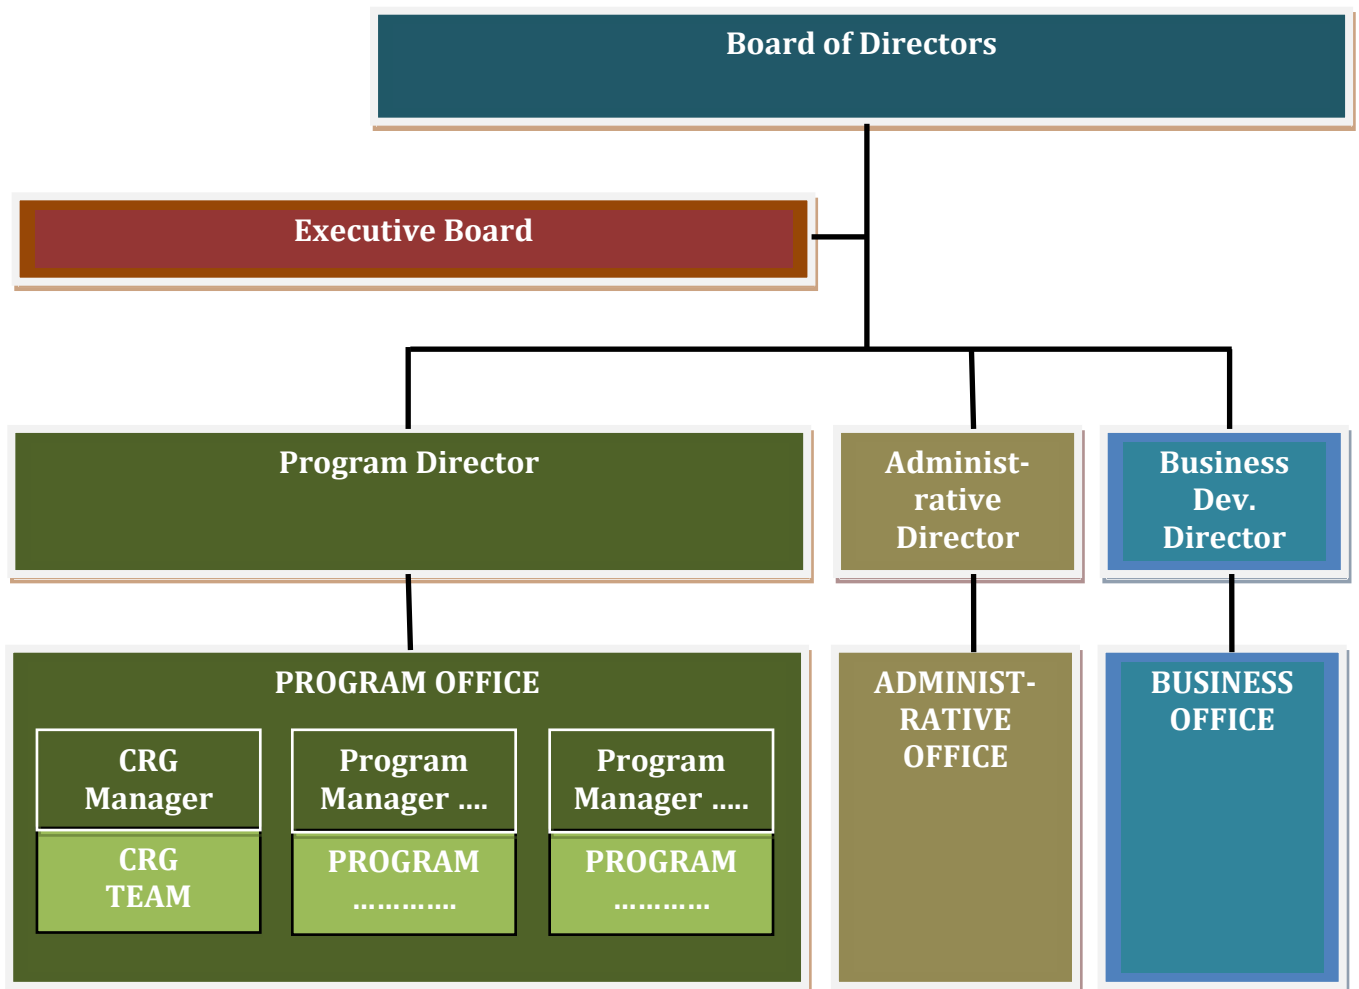 Board of Directors
Executive Board
Program Director
Administ-
rative
Director
Business
Dev.
Director
PROGRAM OFFICE
CRG
Manager
Program
Manager ....
Program
Manager .....
CRG
TEAM
PROGRAM
………….
PROGRAM
…………
ADMINIST-
RATIVE
OFFICE
BUSINESS
OFFICE